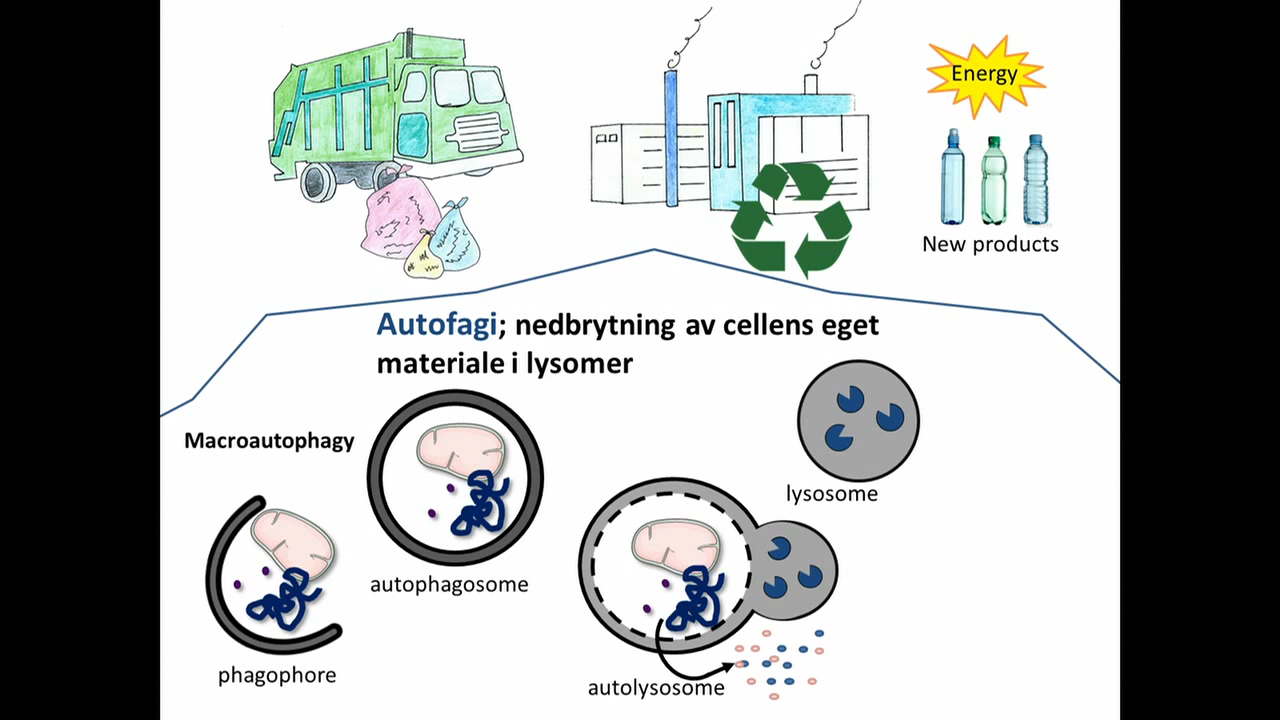 Energy
New products
Autofagi; nedbrytning av cellens eget
materiale i lysomer
Macroautophagy
lysosome
autophagosome
phagophore
autolysosome